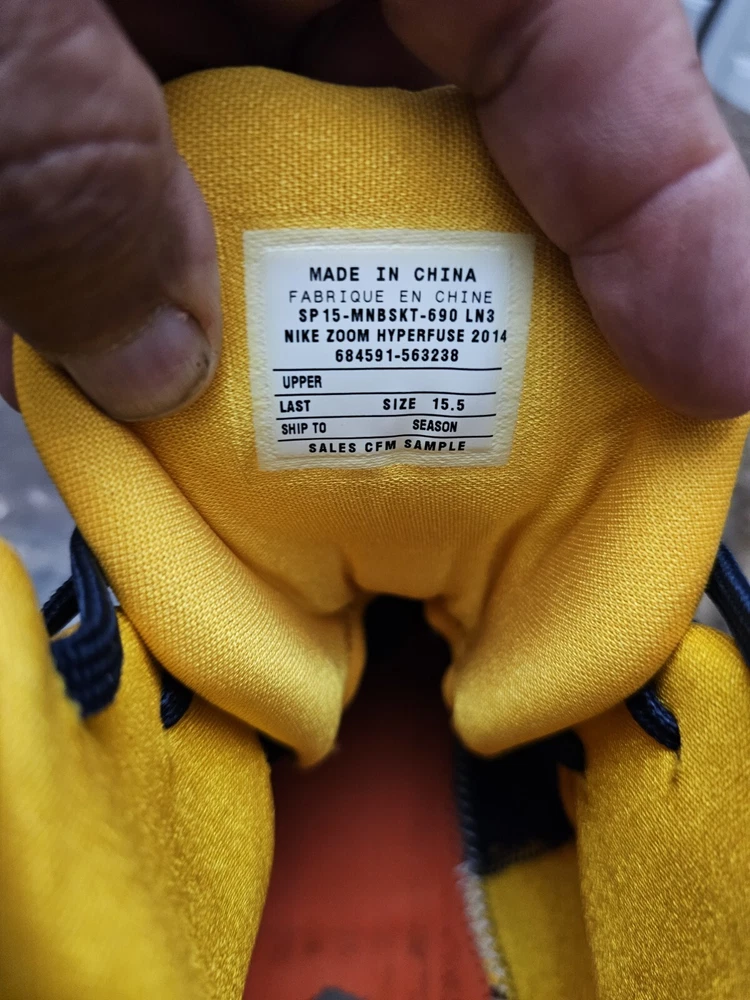 MADE IN CHINA
FABRIQUE EN CHINE
SP15-MNBSKT-690 LN3
NIKE ZOOM HYPERFUSE 2014
684591-563238
UPPER
LAST SIZE 15.5
SHIP TO SEASON
SALES CFM SAMPLE